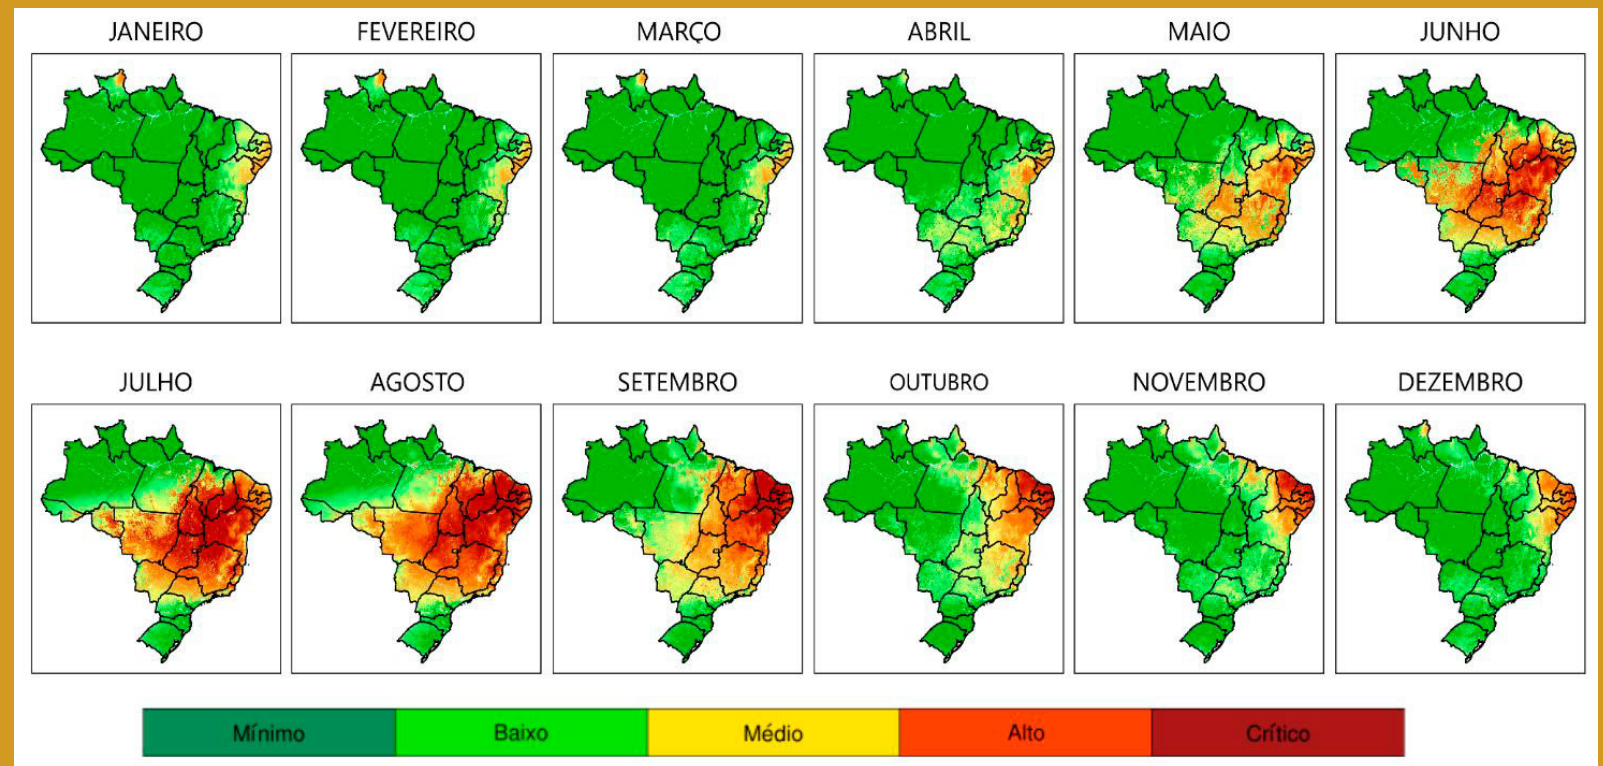 JANEIRO
FEVEREIRO
MARÇO
ABRIL
MAIO
JUNHO
JULHO
AGOSTO
SETEMBRO
OUTUBRO
NOVEMBRO
DEZEMBRO
Mínimo
Baixo
Médio
Alto
Crítico